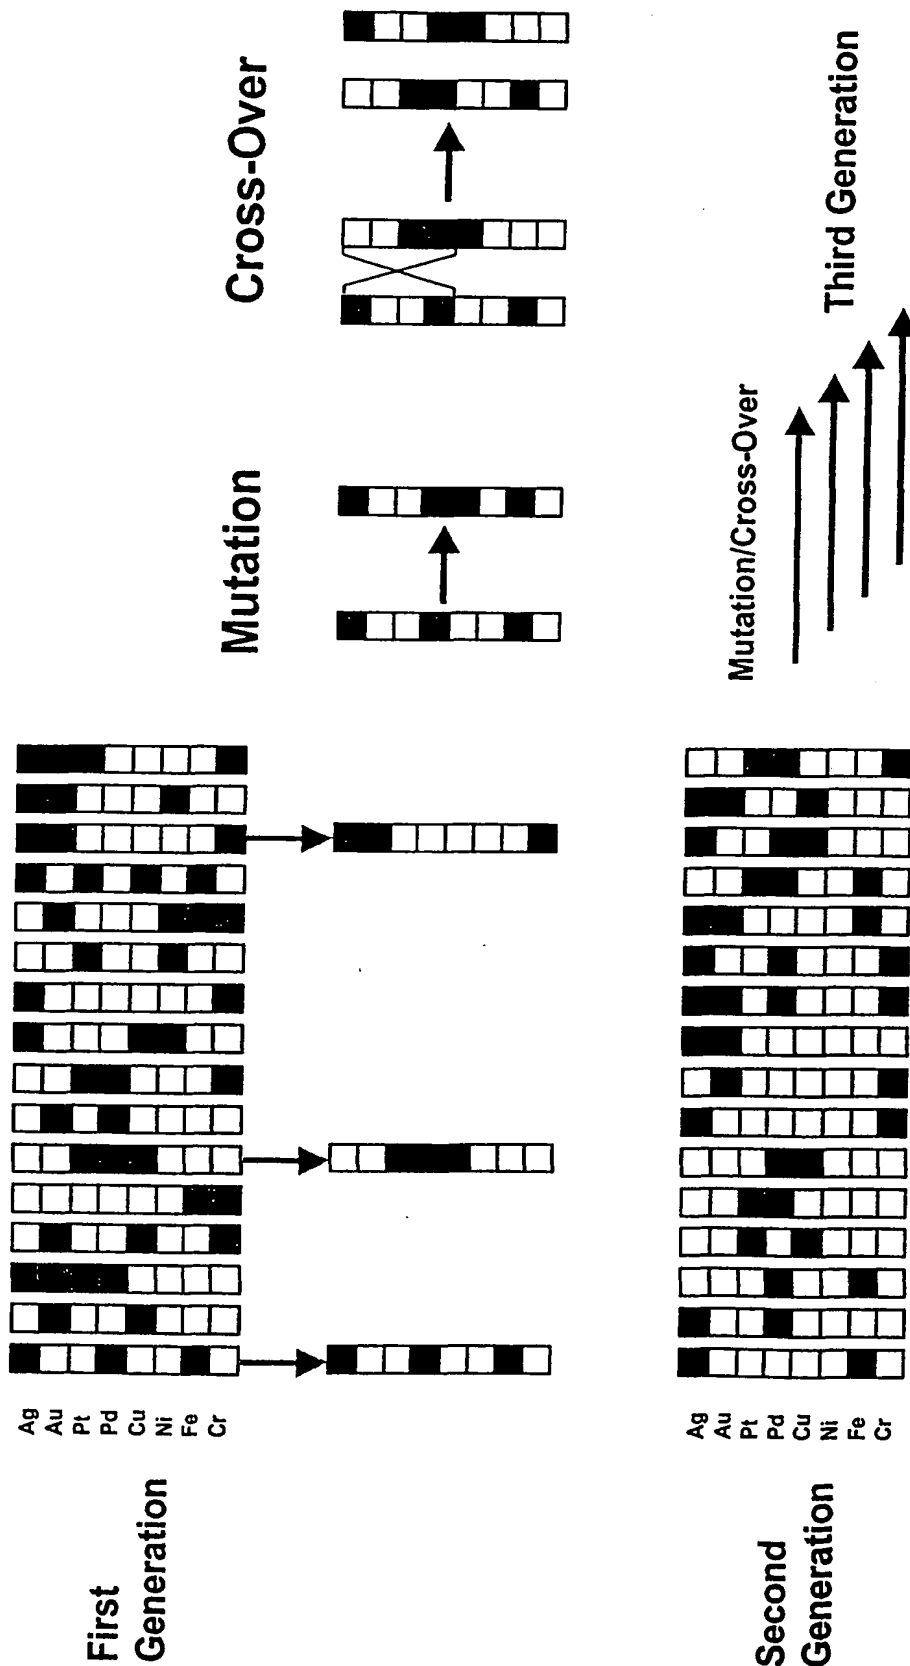 First
Generation
Ag
Au
Pt
Pd
Cu
Ni
Fe
Cr
Mutation
Cross-Over
Second
Generation
Ag
Au
Pt
Pd
Cu
Ni
Fe
Cr
Mutation/Cross-Over
Third Generation